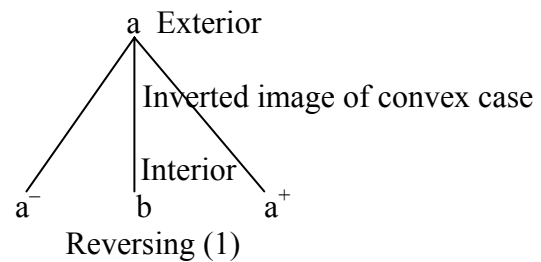 a Exterior
Inverted image of convex case
Interior
a⁻ b a⁺
Reversing (1)